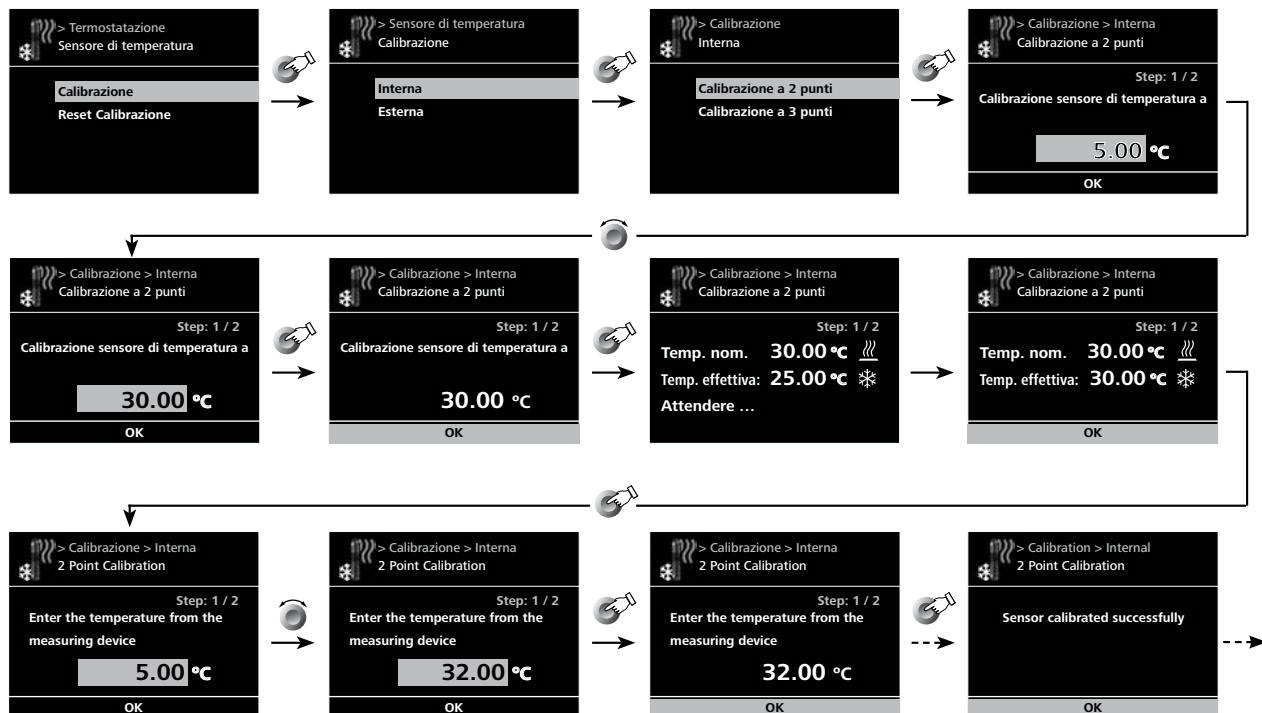 > Termostatazione
Sensore di temperatura
Calibrazione
Reset Calibrazione
> Sensore di temperatura
Calibrazione
Interna
Esterna
> Calibrazione
Interna
Calibrazione a 2 punti
Calibrazione a 3 punti
> Calibrazione > Interna
Calibrazione a 2 punti
Step: 1 / 2
Calibrazione sensore di temperatura a
5.00 °C
OK
> Calibrazione > Interna
Calibrazione a 2 punti
Step: 1 / 2
Calibrazione sensore di temperatura a
30.00 °C
OK
> Calibrazione > Interna
Calibrazione a 2 punti
Step: 1 / 2
Calibrazione sensore di temperatura a
30.00 °C
OK
> Calibrazione > Interna
Calibrazione a 2 punti
Step: 1 / 2
Temp. nom. 30.00 °C
Temp. effettiva: 25.00 °C
Attendere …
> Calibrazione > Interna
Calibrazione a 2 punti
Step: 1 / 2
Temp. nom. 30.00 °C
Temp. effettiva: 30.00 °C
OK
> Calibrazione > Interna
2 Point Calibration
Step: 1 / 2
Enter the temperature from the
measuring device
5.00 °C
OK
> Calibrazione > Interna
2 Point Calibration
Step: 1 / 2
Enter the temperature from the
measuring device
32.00 °C
OK
> Calibrazione > Interna
2 Point Calibration
Step: 1 / 2
Enter the temperature from the
measuring device
32.00 °C
OK
> Calibration > Internal
2 Point Calibration
Sensor calibrated successfully
OK